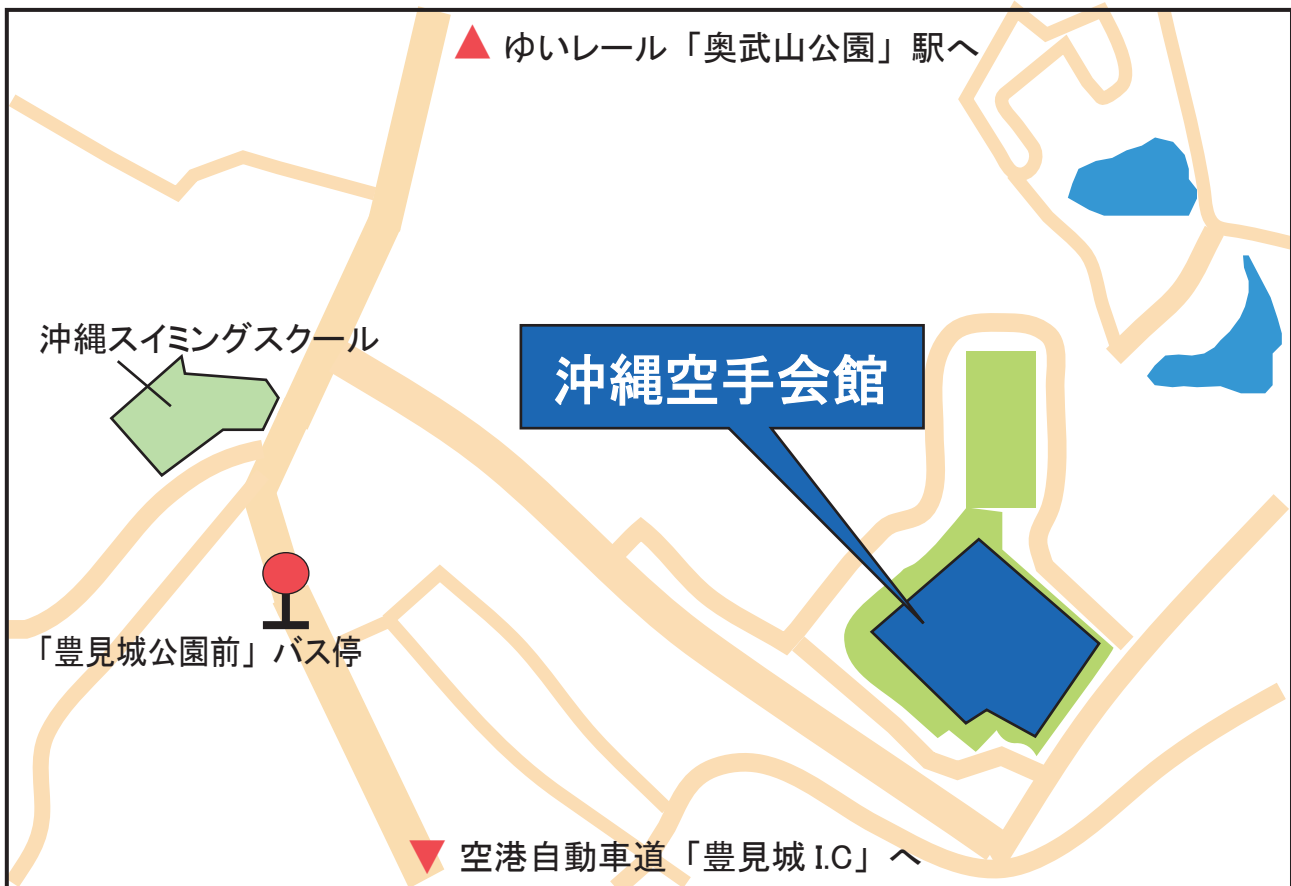 ▲ ゆいレール「奥武山公園」駅へ
沖縄スイミングスクール
沖縄空手会館
「豊見城公園前」バス停
▼ 空港自動車道「豊見城 I.C」へ